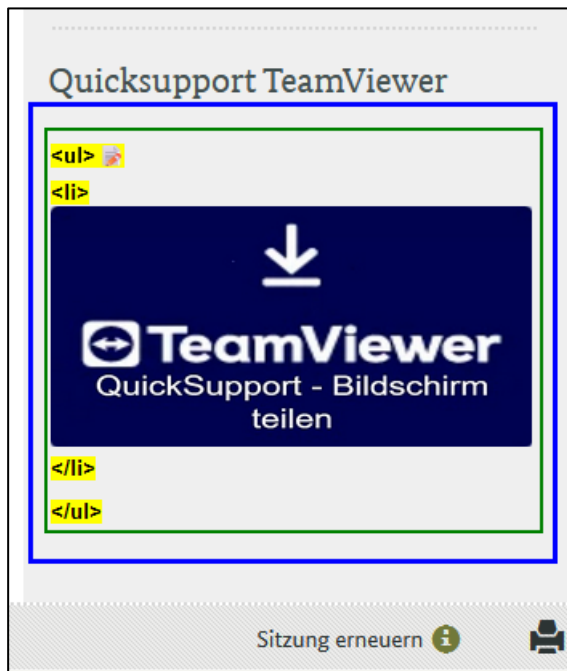 Quicksupport TeamViewer
<ul>
<li>
TeamViewer
QuickSupport - Bildschirm
teilen
</li>
</ul>
Sitzung erneuern